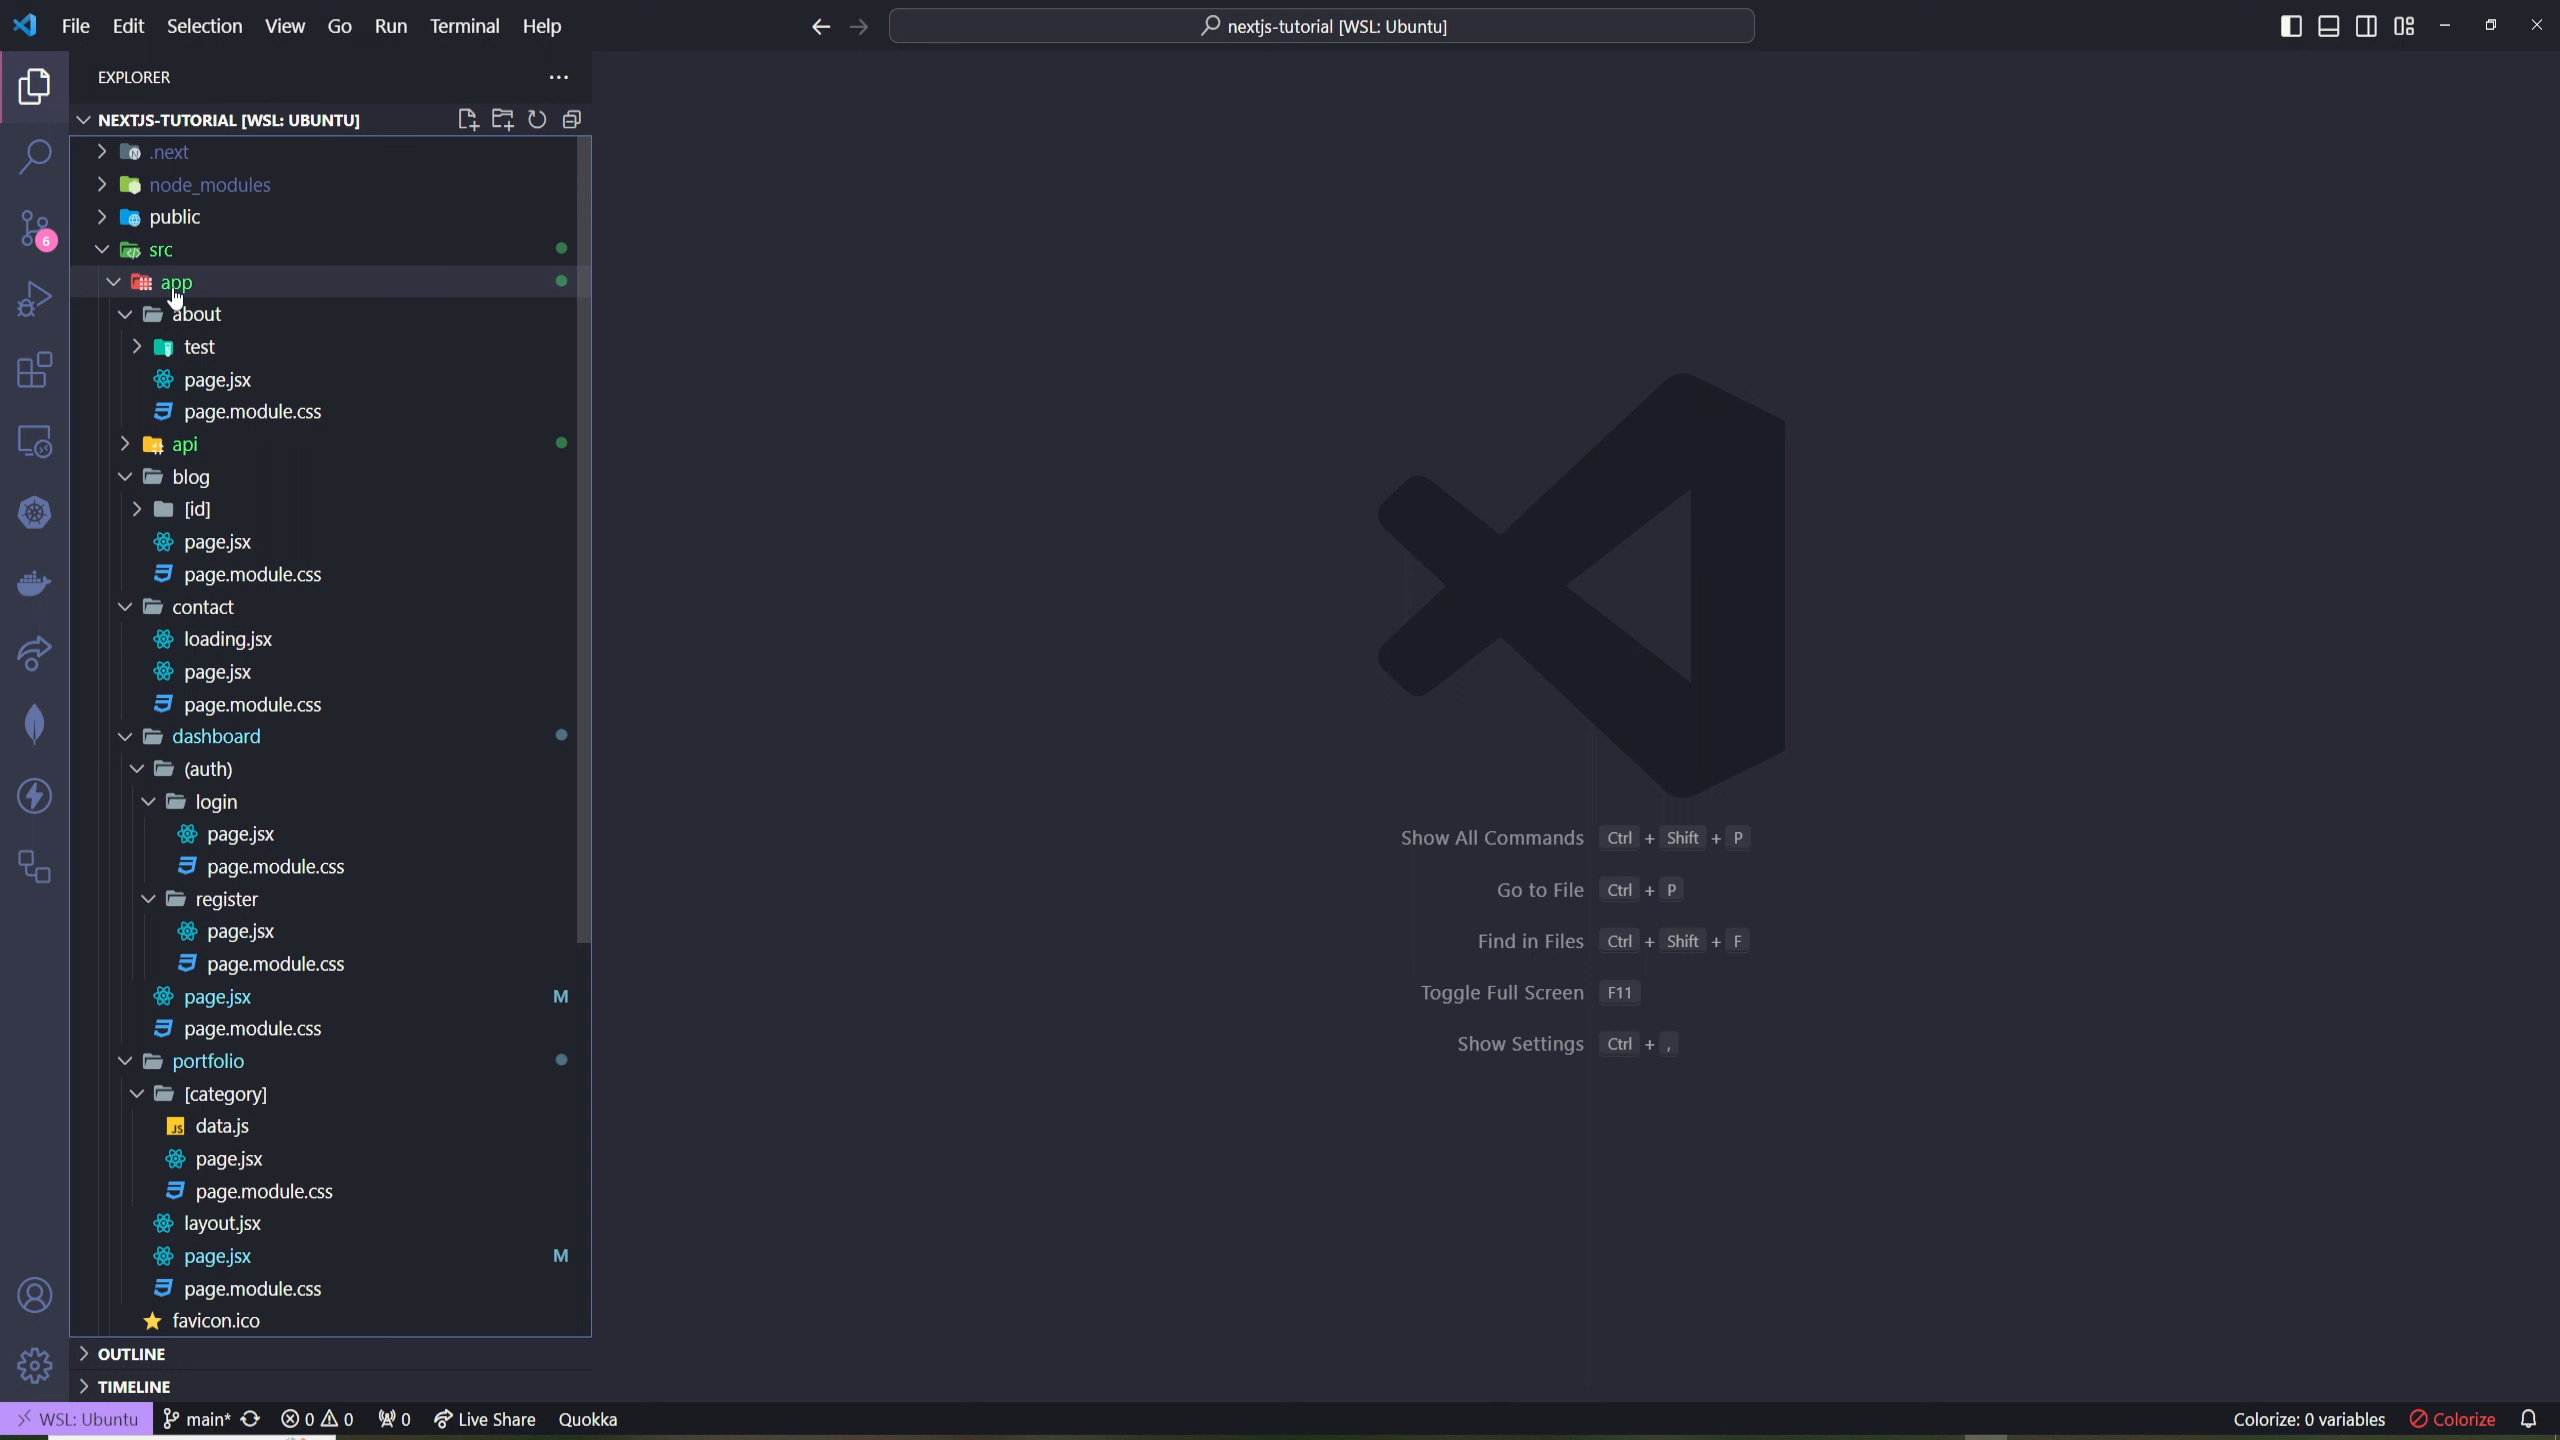 File Edit Selection View Go Run Terminal Help
nextjs-tutorial [WSL: Ubuntu]
EXPLORER
NEXTJS-TUTORIAL [WSL: UBUNTU]
.next
node_modules
public
src
6
app
about
test
page.jsx
page.module.css
api
blog
[id]
page.jsx
page.module.css
contact
loading.jsx
page.jsx
page.module.css
dashboard
(auth)
login
page.jsx
page.module.css
register
page.jsx
page.module.css
page.jsx M
page.module.css
portfolio
[category]
JS data.js
page.jsx
page.module.css
layout.jsx
page.jsx M
page.module.css
favicon.ico
OUTLINE
TIMELINE
Show All Commands Ctrl + Shift + P
Go to File Ctrl + P
Find in Files Ctrl + Shift + F
Toggle Full Screen F11
Show Settings Ctrl + ,
WSL: Ubuntu main* 0 0 0 Live Share Quokka Colorize: 0 variables Colorize